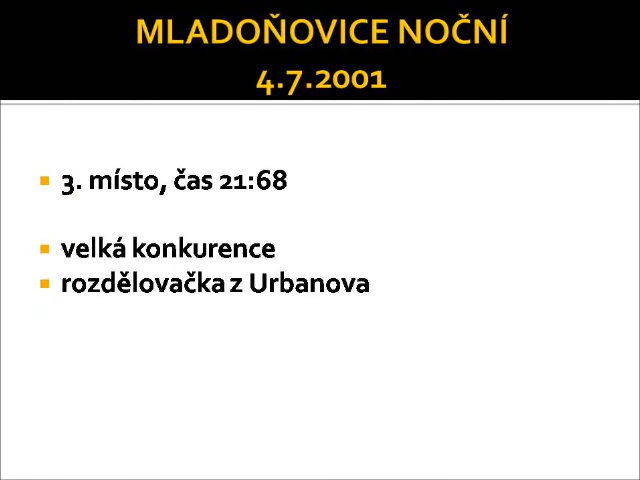 MLADOŇOVICE NOČNÍ
4.7.2001
3. místo, čas 21:68
velká konkurence
rozdělovačka z Urbanova